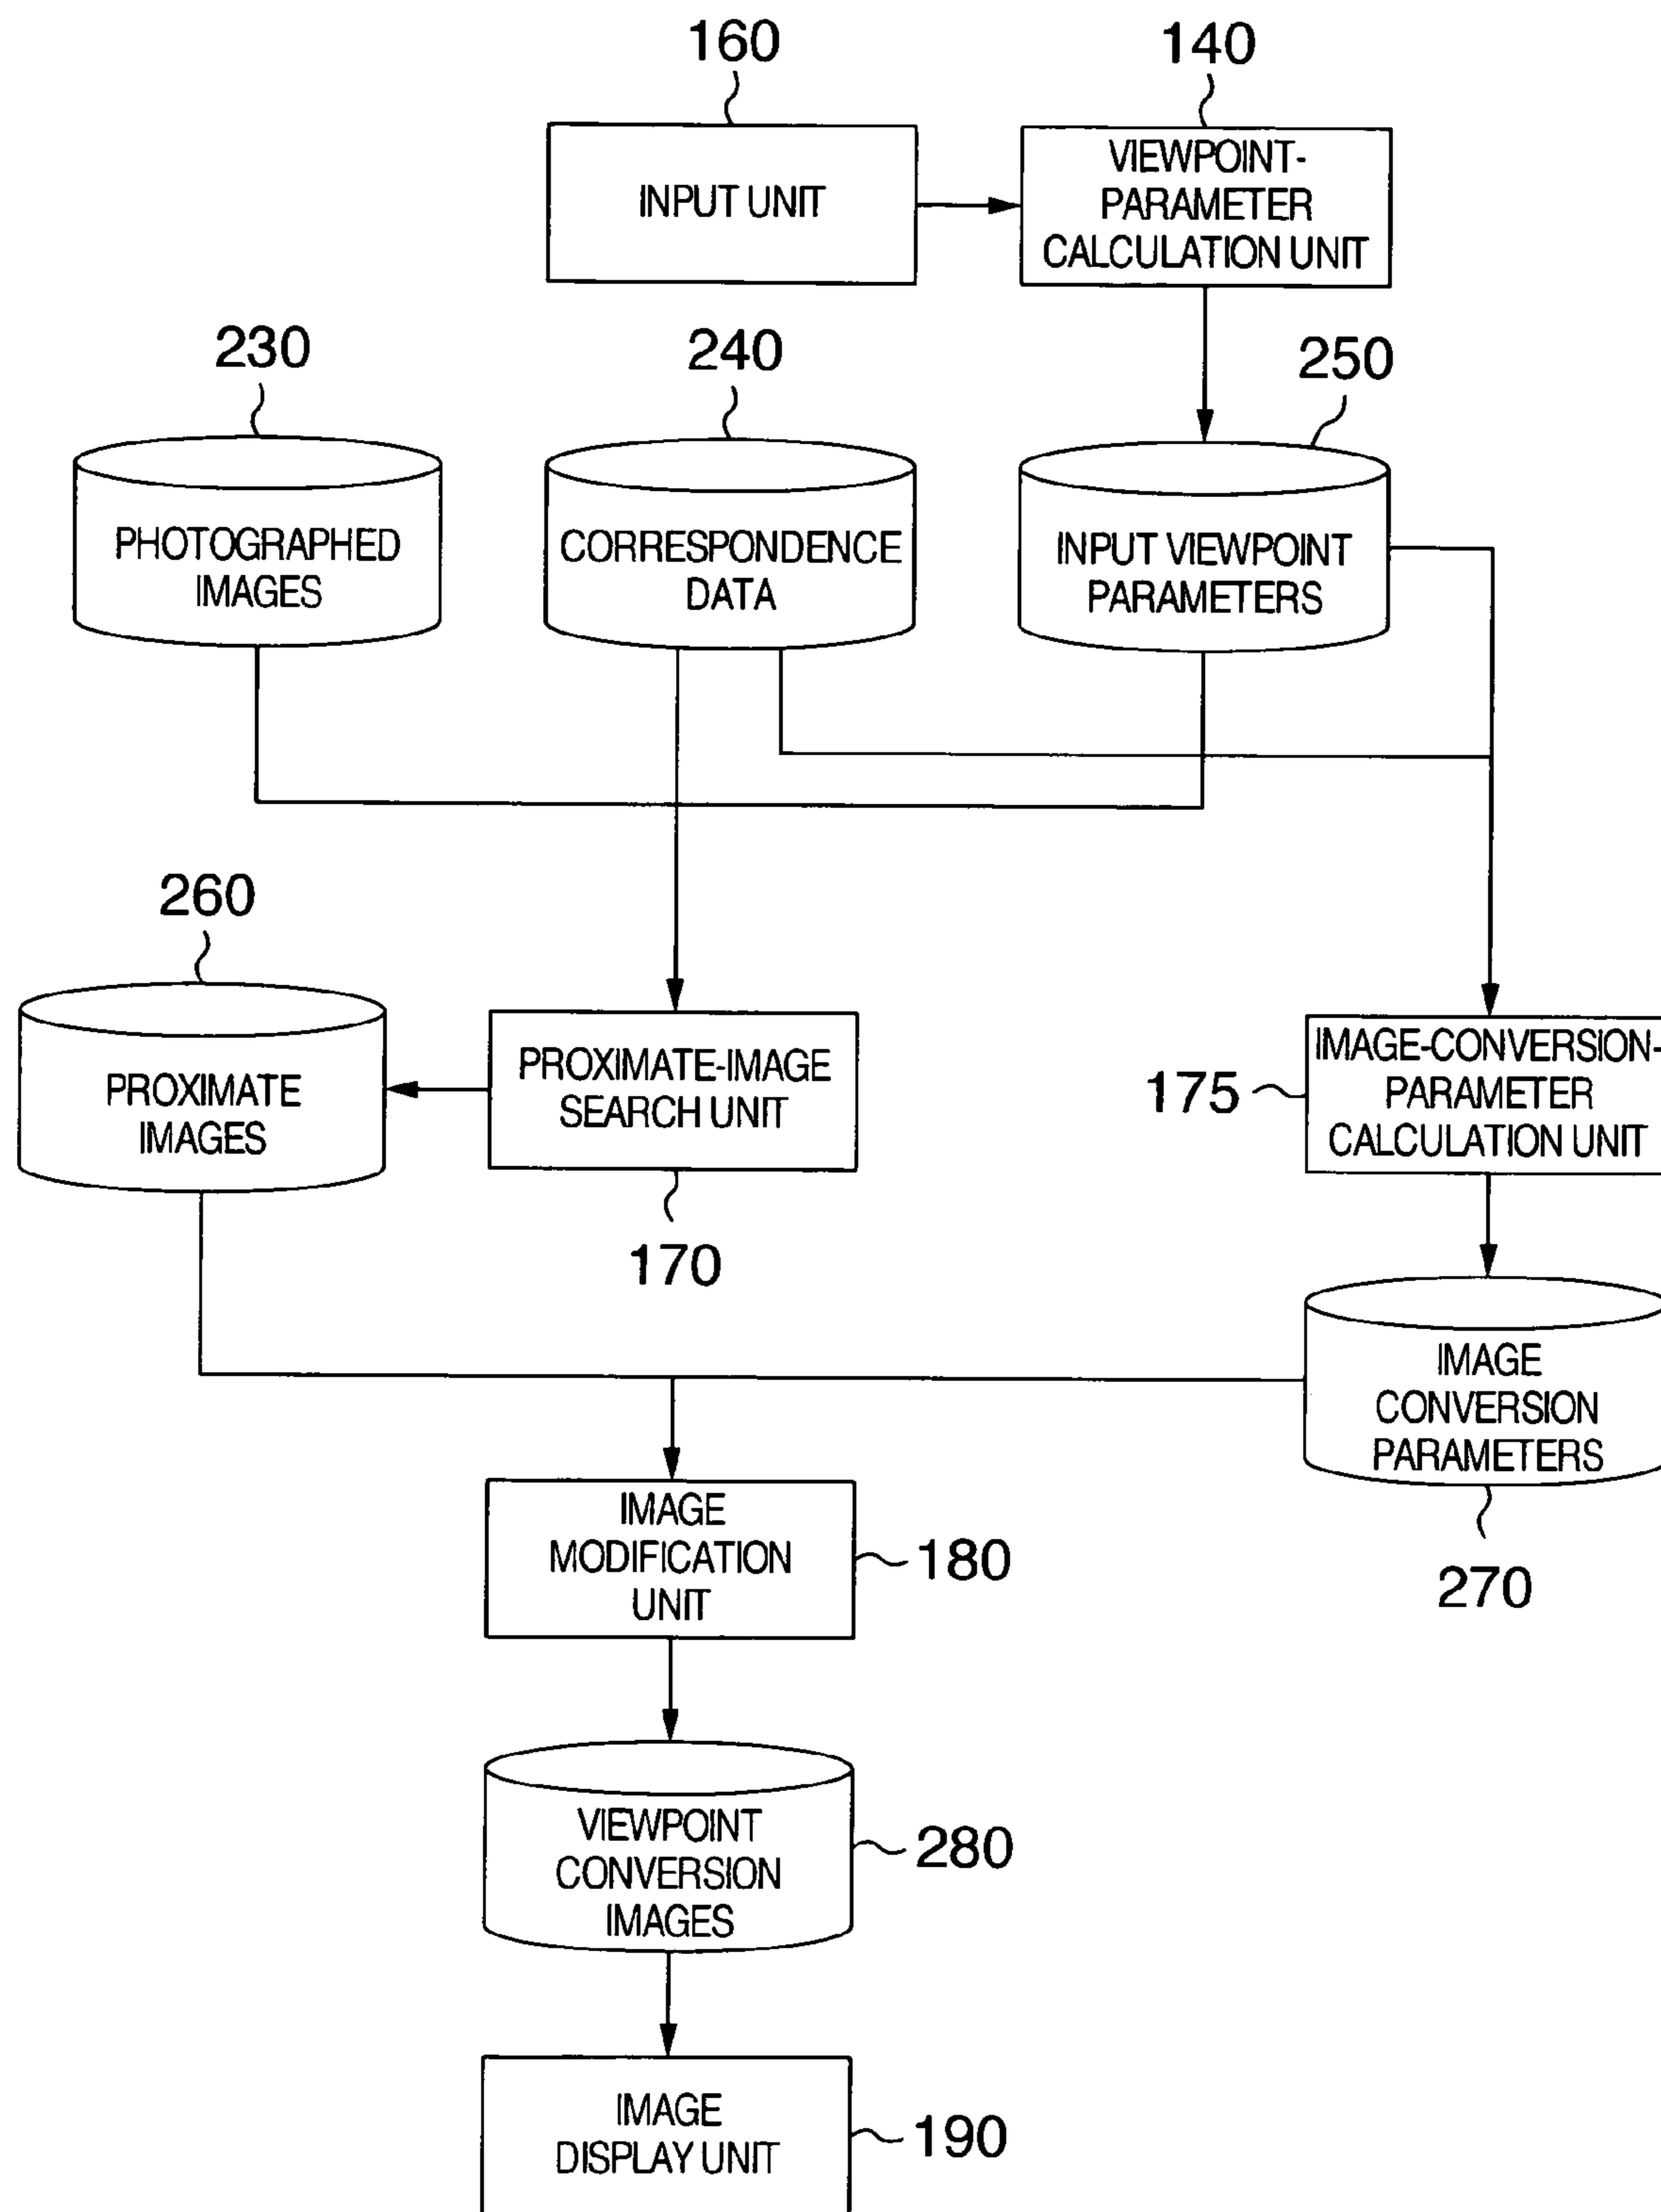 160
140
INPUT UNIT
VIEWPOINT-
PARAMETER
CALCULATION UNIT
230
240
250
PHOTOGRAPHED
IMAGES
CORRESPONDENCE
DATA
INPUT VIEWPOINT
PARAMETERS
260
PROXIMATE
IMAGES
PROXIMATE-IMAGE
SEARCH UNIT
170
175
IMAGE-CONVERSION-
PARAMETER
CALCULATION UNIT
IMAGE
CONVERSION
PARAMETERS
270
IMAGE
MODIFICATION
UNIT
180
VIEWPOINT
CONVERSION
IMAGES
280
IMAGE
DISPLAY UNIT
190